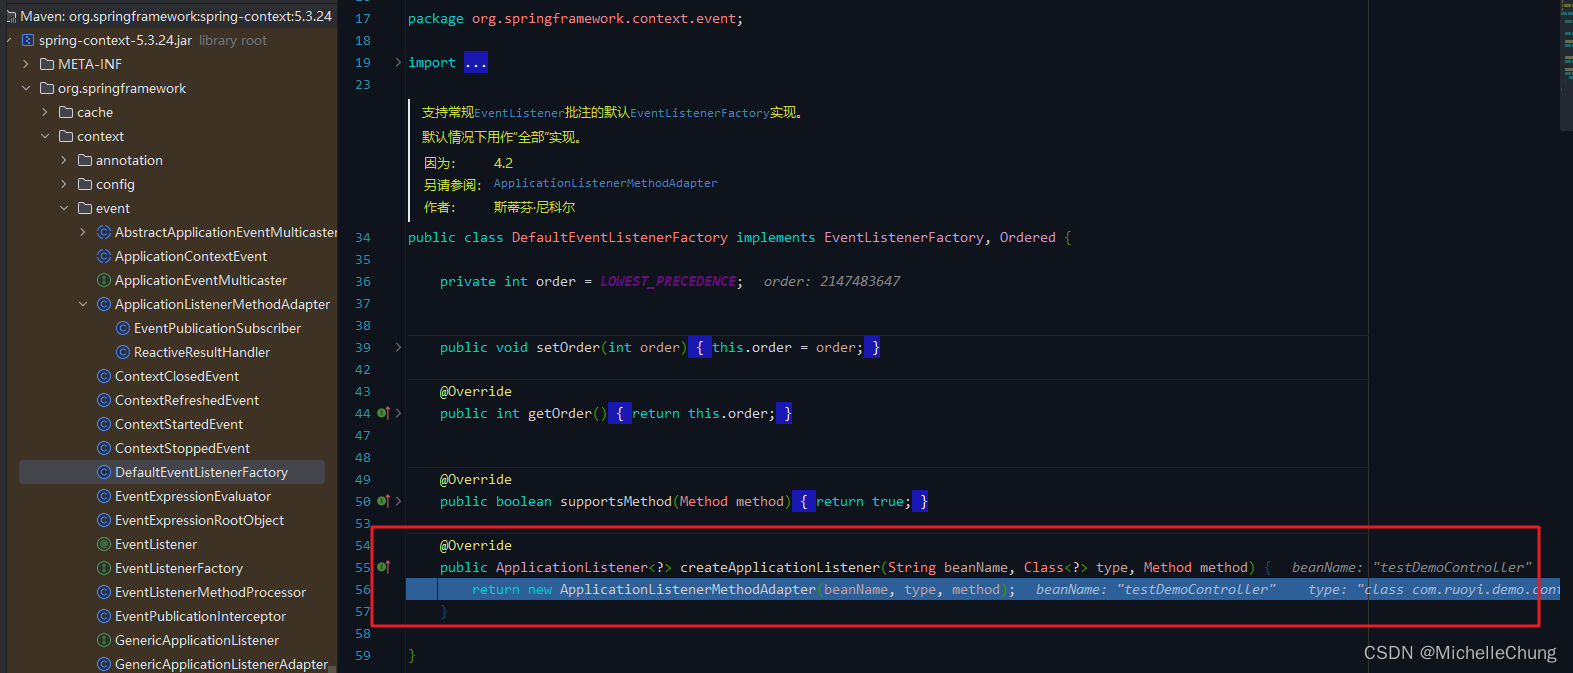 Maven: org.springframework:spring-context:5.3.24
spring-context-5.3.24.jar library root
META-INF
org.springframework
cache
context
annotation
config
event
AbstractApplicationEventMulticaster
ApplicationContextEvent
ApplicationEventMulticaster
ApplicationListenerMethodAdapter
EventPublicationSubscriber
ReactiveResultHandler
ContextClosedEvent
ContextRefreshedEvent
ContextStartedEvent
ContextStoppedEvent
DefaultEventListenerFactory
EventExpressionEvaluator
EventExpressionRootObject
EventListener
EventListenerFactory
EventListenerMethodProcessor
EventPublicationInterceptor
GenericApplicationListener
GenericApplicationListenerAdapter
17 package org.springframework.context.event;
18
19 import ...
23
支持常规EventListener批注的默认EventListenerFactory实现。
默认情况下用作“全部”实现。
因为: 4.2
另请参阅: ApplicationListenerMethodAdapter
作者: 斯蒂芬·尼科尔
34 public class DefaultEventListenerFactory implements EventListenerFactory, Ordered {
35
36 private int order = LOWEST_PRECEDENCE; order: 2147483647
37
38
39 public void setOrder(int order) { this.order = order; }
42
43 @Override
44 public int getOrder() { return this.order; }
47
48
49 @Override
50 public boolean supportsMethod(Method method) { return true; }
53
54 @Override
55 public ApplicationListener<?> createApplicationListener(String beanName, Class<?> type, Method method) { beanName: "testDemoController"
56 return new ApplicationListenerMethodAdapter(beanName, type, method); beanName: "testDemoController" type: "class com.ruoyi.demo.cont
57 }
58
59 }
CSDN @MichelleChung